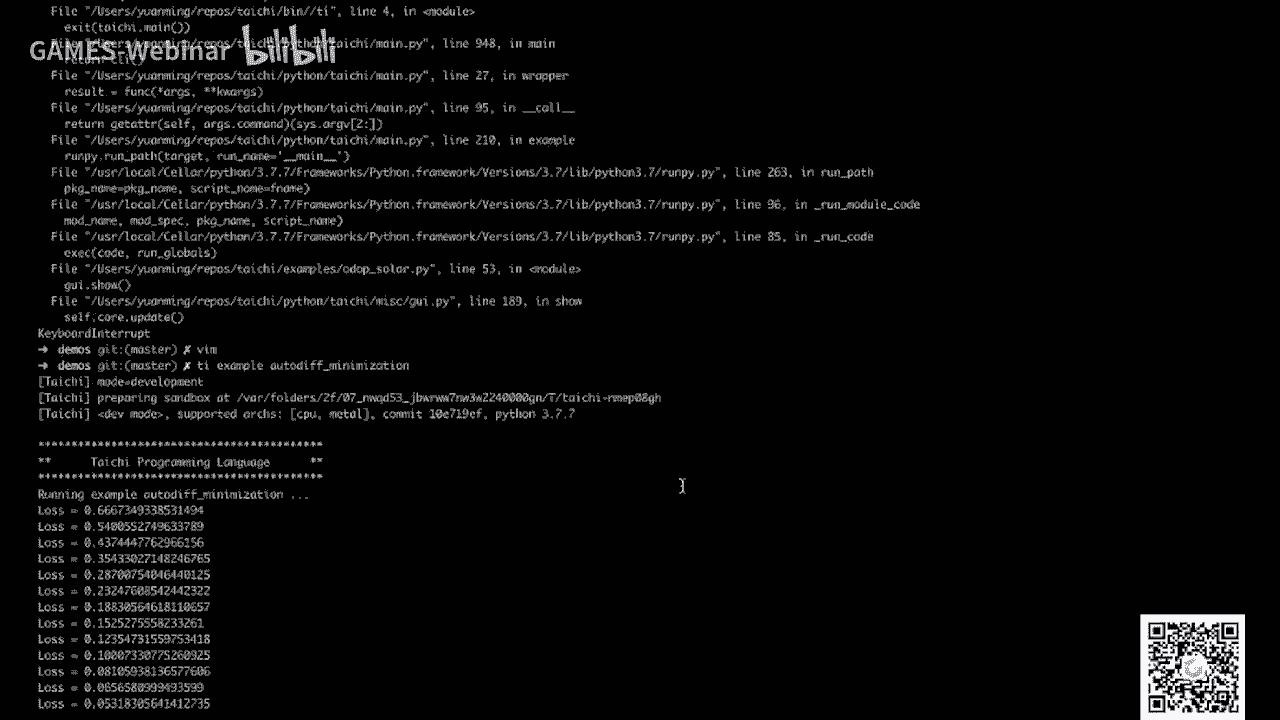 File "/Users/yuanming/repos/taichi/bin//ti", line 4, in <module>
exit(taichi.main())
GAMES-Webinar bilibili
File "/Users/yuanming/repos/taichi/python/taichi/main.py", line 948, in main
return cli()
File "/Users/yuanming/repos/taichi/python/taichi/main.py", line 27, in wrapper
result = func(*args, **kwargs)
File "/Users/yuanming/repos/taichi/python/taichi/main.py", line 95, in __call__
return getattr(self, args.command)(sys.argv[2:])
File "/Users/yuanming/repos/taichi/python/taichi/main.py", line 210, in example
runpy.run_path(target, run_name='__main__')
File "/usr/local/Cellar/python/3.7.7/Frameworks/Python.framework/Versions/3.7/lib/python3.7/runpy.py", line 263, in run_path
pkg_name=pkg_name, script_name=fname)
File "/usr/local/Cellar/python/3.7.7/Frameworks/Python.framework/Versions/3.7/lib/python3.7/runpy.py", line 96, in _run_module_code
mod_name, mod_spec, pkg_name, script_name)
File "/usr/local/Cellar/python/3.7.7/Frameworks/Python.framework/Versions/3.7/lib/python3.7/runpy.py", line 85, in _run_code
exec(code, run_globals)
File "/Users/yuanming/repos/taichi/examples/odop_solar.py", line 53, in <module>
gui.show()
File "/Users/yuanming/repos/taichi/python/taichi/misc/gui.py", line 189, in show
self.core.update()
KeyboardInterrupt
➜ demos git:(master) ✗ vim
➜ demos git:(master) ✗ ti example autodiff_minimization
[Taichi] mode=development
[Taichi] preparing sandbox at
[Taichi] <dev mode>, supported archs: [cpu, metal], commit 10e719ef, python 3.7.7
*******************************************
** Taichi Programming Language **
*******************************************
Running example autodiff_minimization ...
Loss = 0.6667349338531494
Loss = 0.5400552749633789
Loss = 0.4374447762966156
Loss = 0.35433027148246765
Loss = 0.28700754046440125
Loss = 0.23247608542442322
Loss = 0.18830564618110657
Loss = 0.1525275558233261
Loss = 0.12354731559753418
Loss = 0.10007330775260925
Loss = 0.08105938136577606
Loss = 0.0656580999493599
Loss = 0.05318305641412735